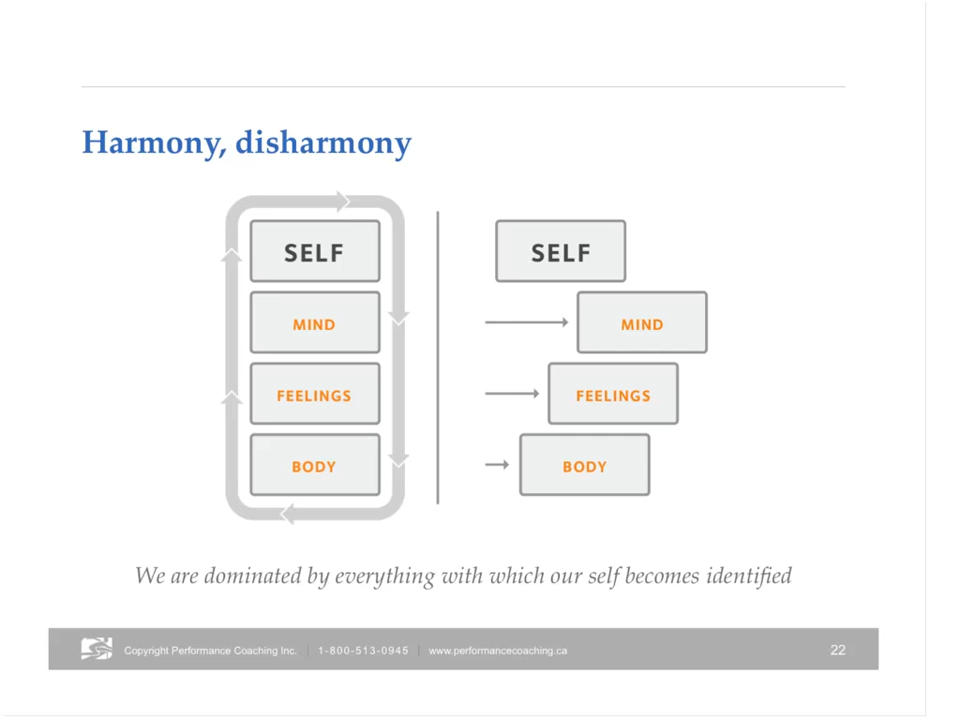 Harmony, disharmony
SELF
MIND
FEELINGS
BODY
SELF
MIND
FEELINGS
BODY
We are dominated by everything with which our self becomes identified
Copyright Performance Coaching Inc. | 1-800-513-0945 | www.performancecoaching.ca
22